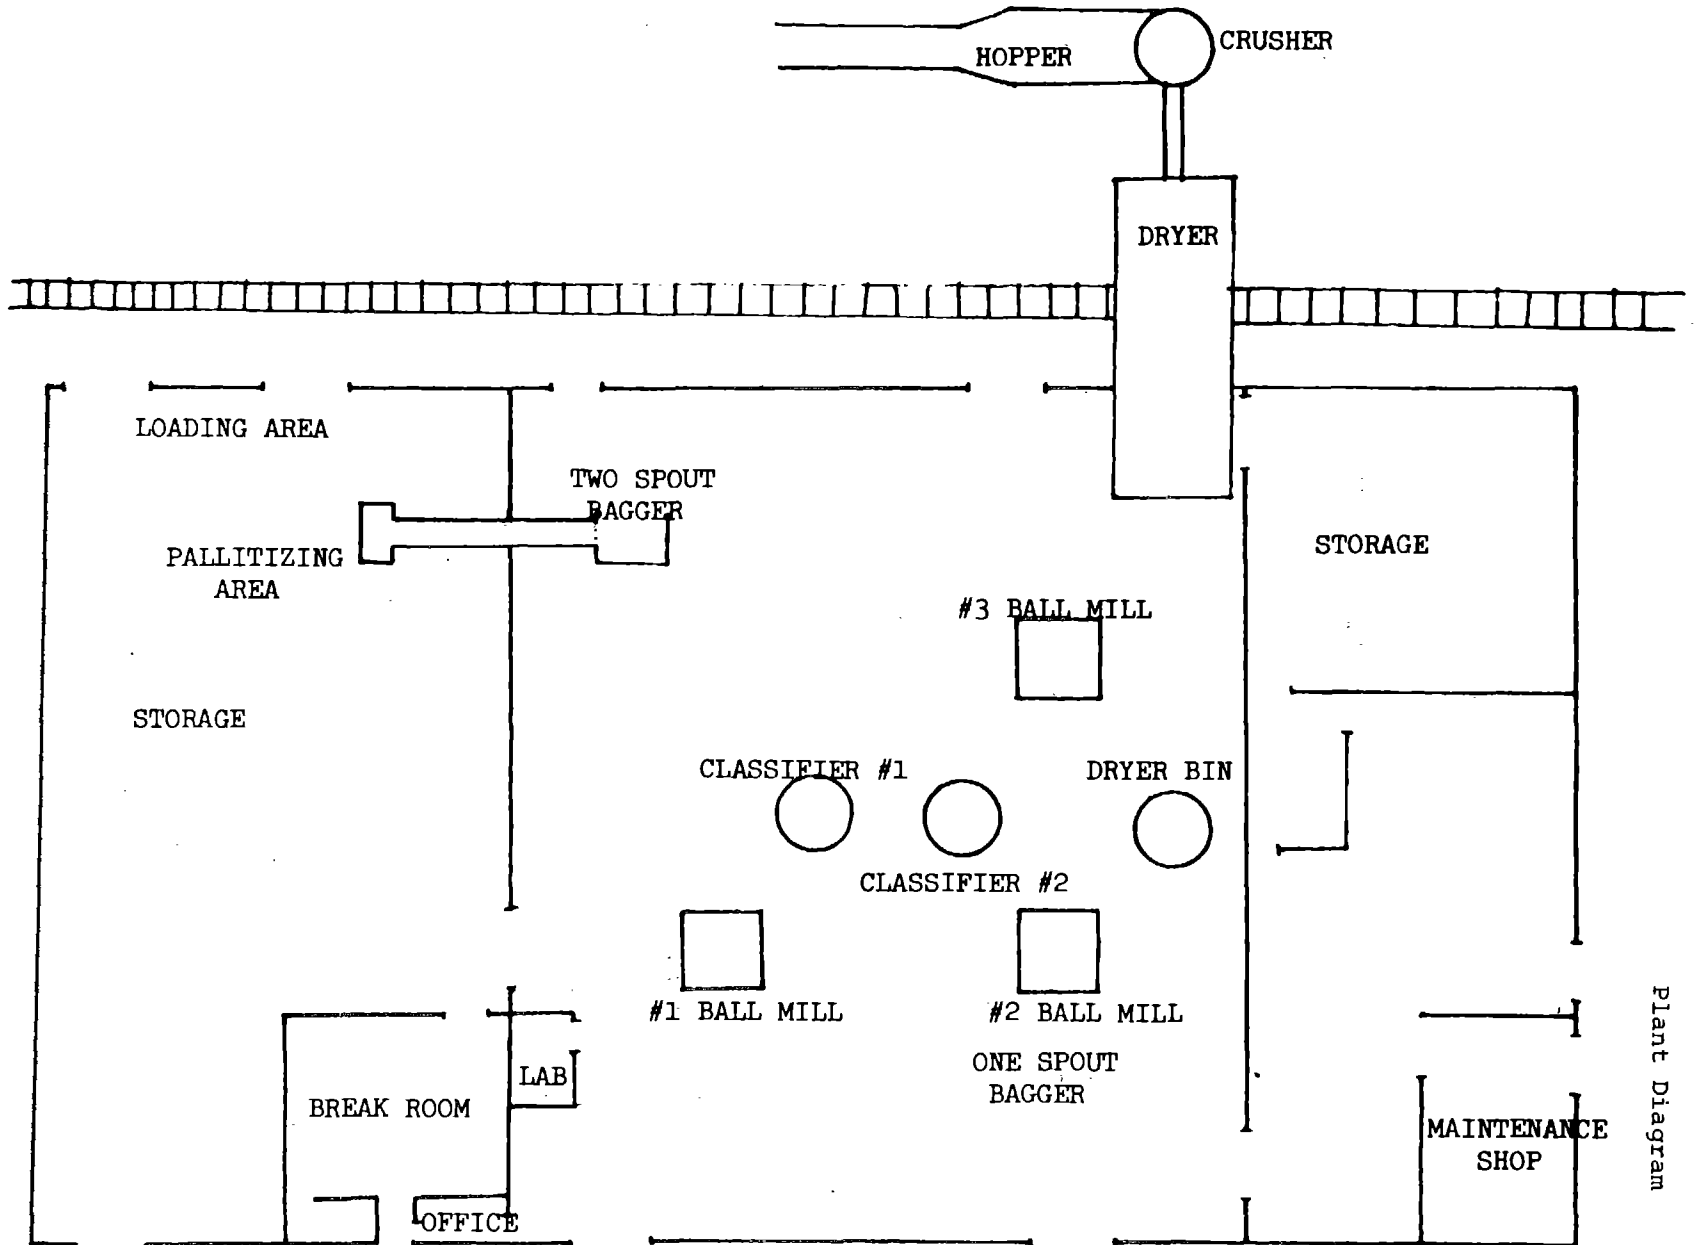 HOPPER
CRUSHER
DRYER
LOADING AREA
TWO SPOUT
BAGGER
PALLITIZING
AREA
STORAGE
#3 BALL MILL
STORAGE
CLASSIFIER #1
DRYER BIN
CLASSIFIER #2
#1 BALL MILL
#2 BALL MILL
ONE SPOUT
BAGGER
LAB
BREAK ROOM
MAINTENANCE
SHOP
OFFICE
Plant Diagram